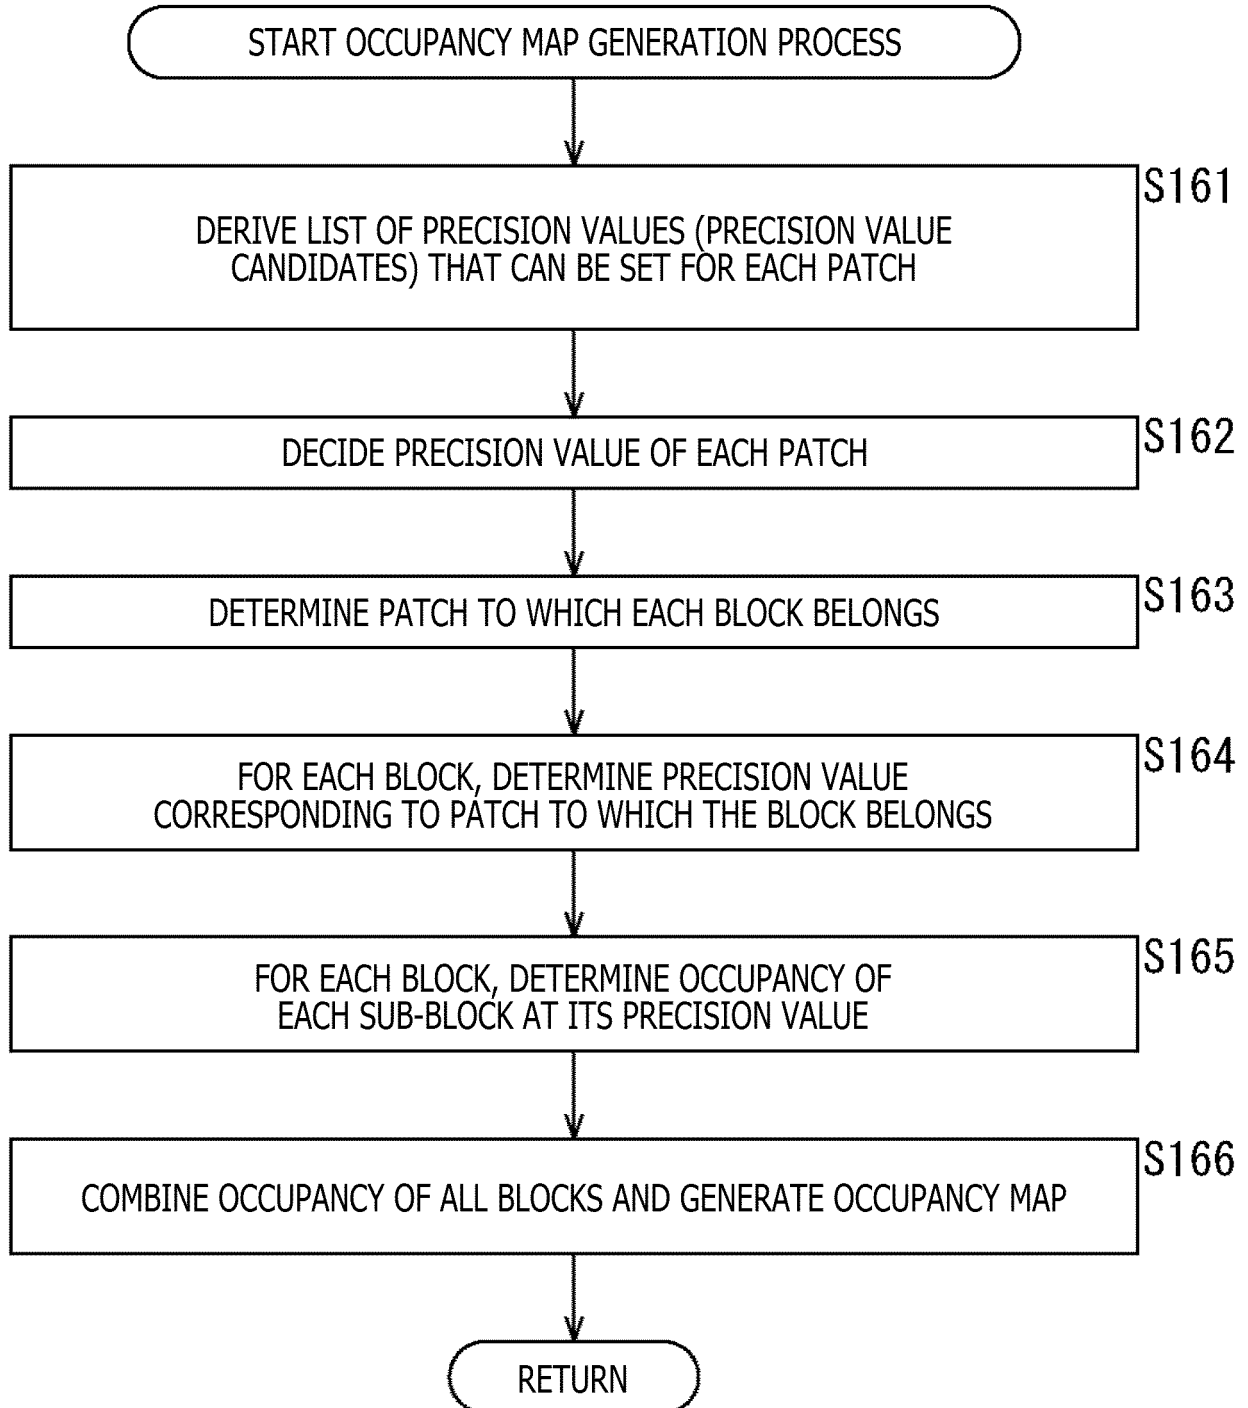 START OCCUPANCY MAP GENERATION PROCESS
S161
DERIVE LIST OF PRECISION VALUES (PRECISION VALUE
CANDIDATES) THAT CAN BE SET FOR EACH PATCH
S162
DECIDE PRECISION VALUE OF EACH PATCH
S163
DETERMINE PATCH TO WHICH EACH BLOCK BELONGS
S164
FOR EACH BLOCK, DETERMINE PRECISION VALUE
CORRESPONDING TO PATCH TO WHICH THE BLOCK BELONGS
S165
FOR EACH BLOCK, DETERMINE OCCUPANCY OF
EACH SUB-BLOCK AT ITS PRECISION VALUE
S166
COMBINE OCCUPANCY OF ALL BLOCKS AND GENERATE OCCUPANCY MAP
RETURN